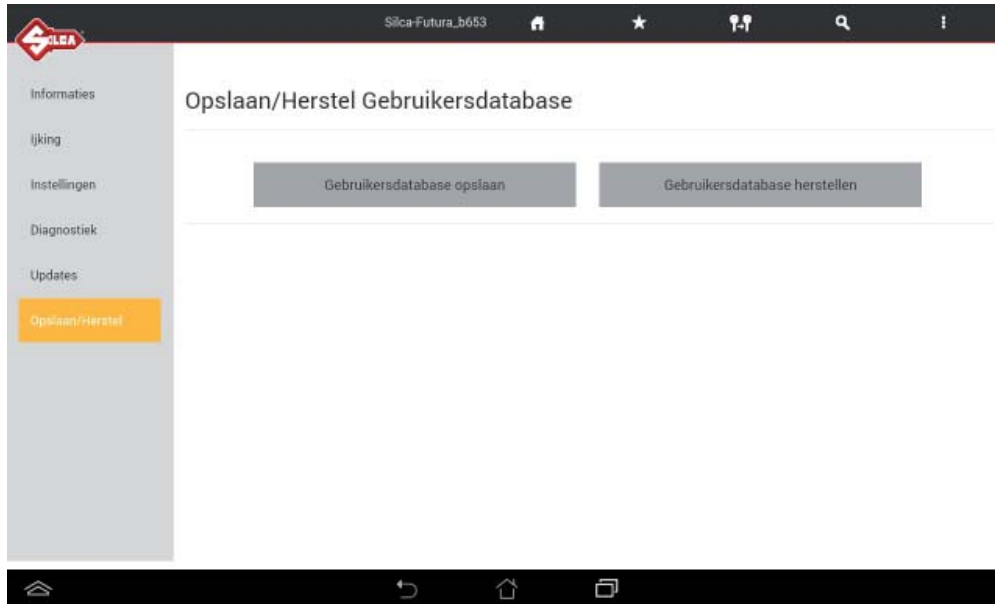 Silca-Futura_b653
SILCA
Informaties
Ijking
Instellingen
Diagnostiek
Updates
Opslaan/Herstel
Opslaan/Herstel Gebruikersdatabase
Gebruikersdatabase opslaan
Gebruikersdatabase herstellen